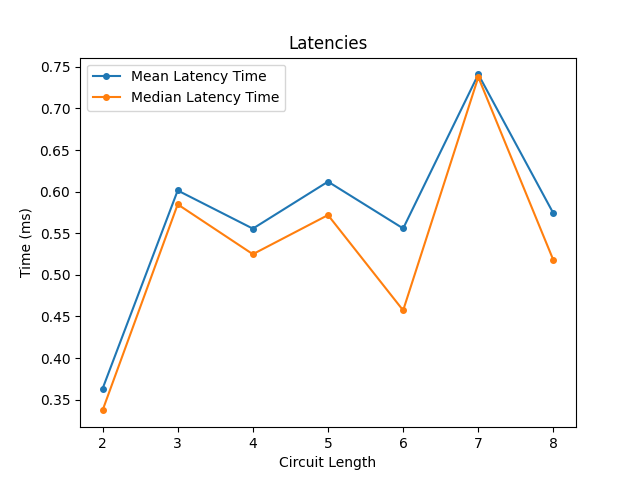 Latencies
Mean Latency Time
Median Latency Time
0.75
0.70
0.65
0.60
0.55
0.50
0.45
0.40
0.35
Time (ms)
2 3 4 5 6 7 8
Circuit Length